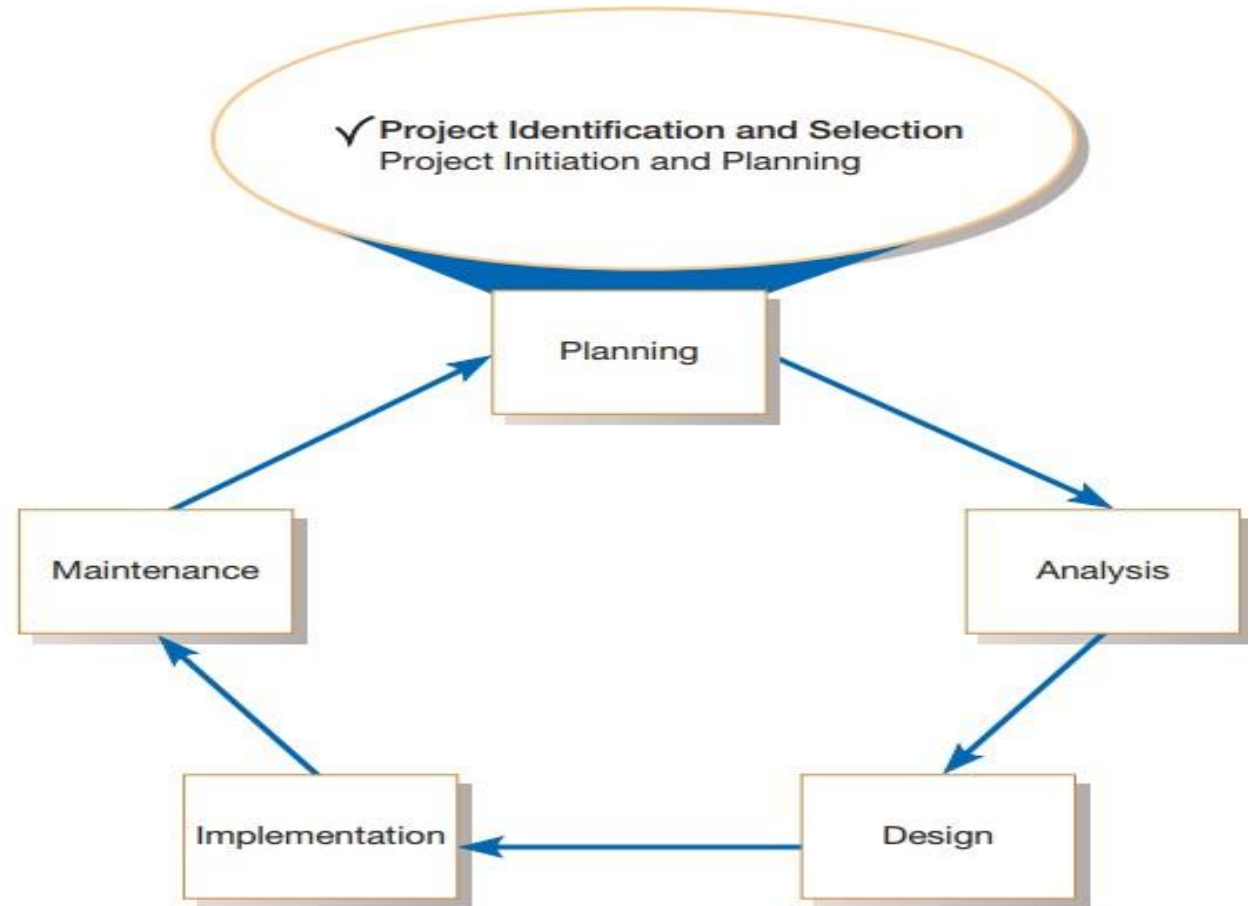 ✓ Project Identification and Selection
Project Initiation and Planning
Planning
Maintenance
Analysis
Implementation
Design